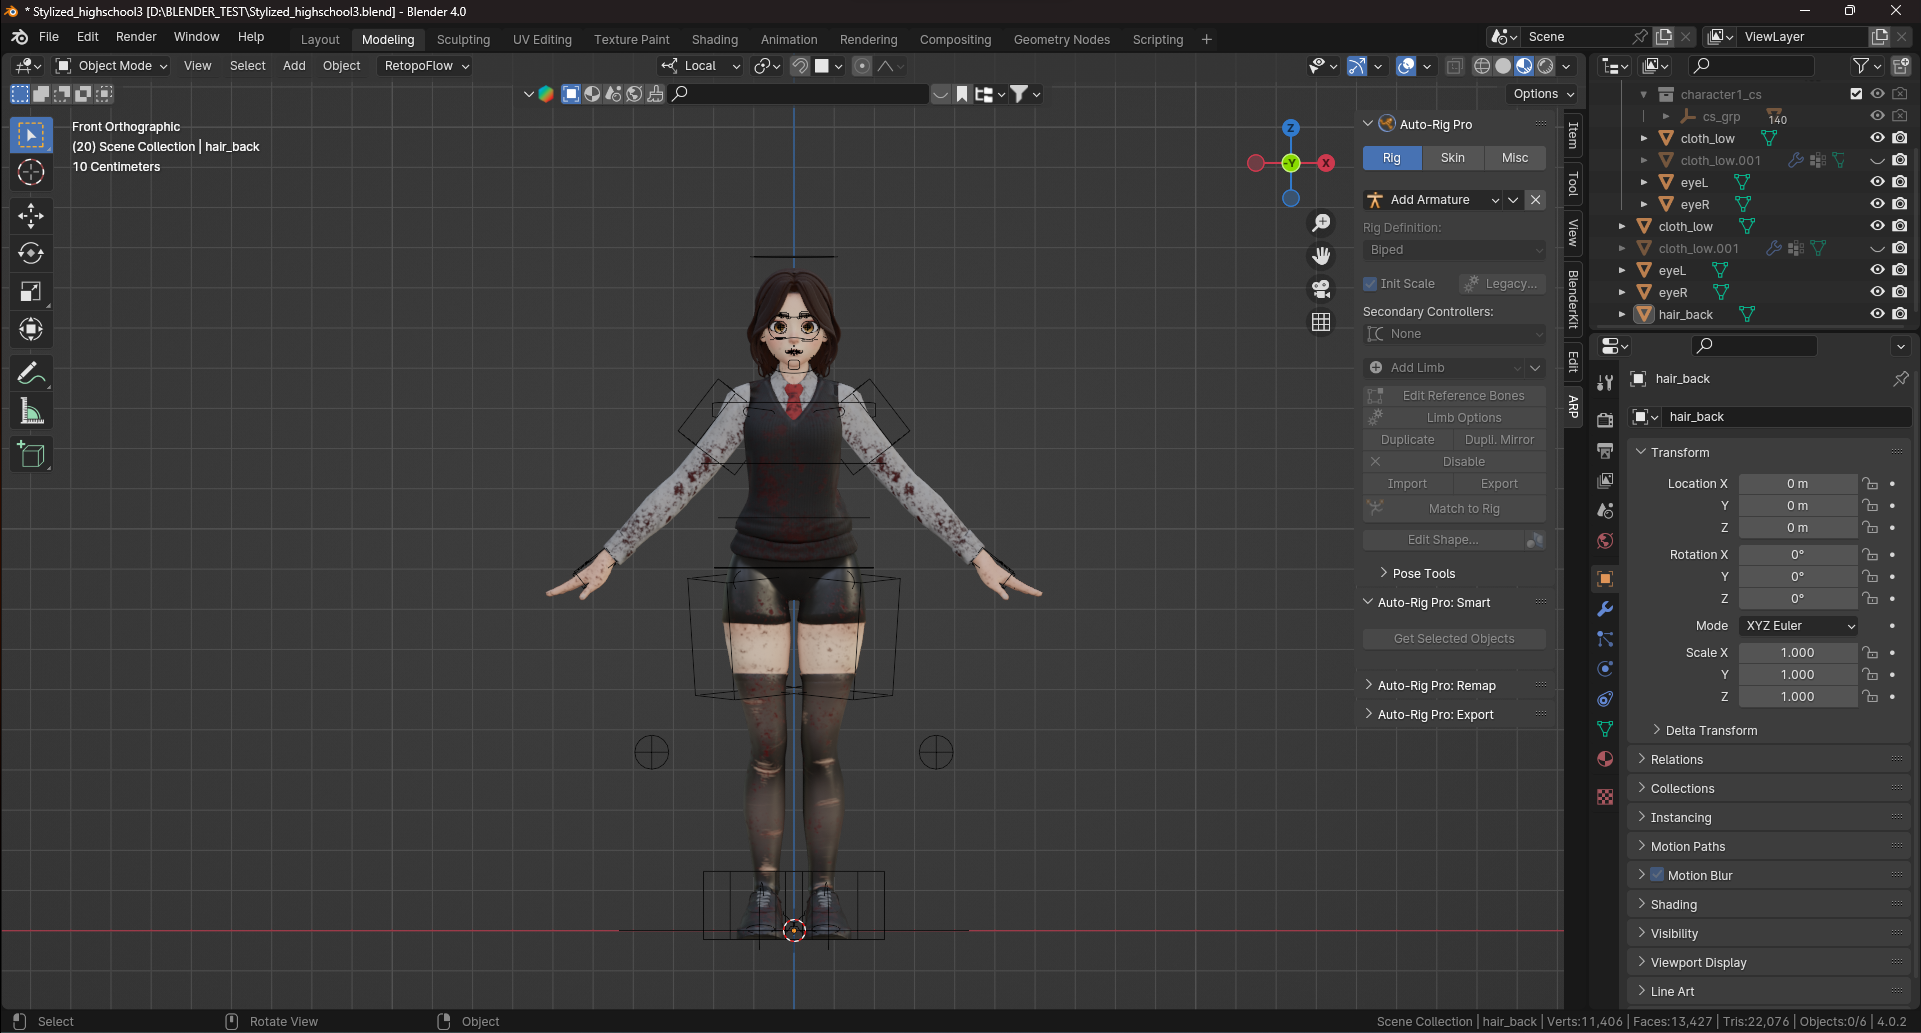 * Stylized_highschool3 [D:\BLENDER_TEST\Stylized_highschool3.blend] - Blender 4.0
File Edit Render Window Help
Layout Modeling Sculpting UV Editing Texture Paint Shading Animation Rendering Compositing Geometry Nodes Scripting +
Scene
ViewLayer
Object Mode View Select Add Object RetopoFlow
Local
Options
Front Orthographic
(20) Scene Collection | hair_back
10 Centimeters
Z
-Y
X
Auto-Rig Pro
Rig Skin Misc
Add Armature
Rig Definition:
Biped
Init Scale Legacy...
Secondary Controllers:
None
Add Limb
Edit Reference Bones
Limb Options
Duplicate Dupli. Mirror
Disable
Import Export
Match to Rig
Edit Shape...
Pose Tools
Auto-Rig Pro: Smart
Get Selected Objects
Auto-Rig Pro: Remap
Auto-Rig Pro: Export
Item
Tool
View
BlenderKit
Edit
ARP
character1_cs
cs_grp 140
cloth_low
cloth_low.001
eyeL
eyeR
cloth_low
cloth_low.001
eyeL
eyeR
hair_back
hair_back
hair_back
Transform
Location X 0 m
Y 0 m
Z 0 m
Rotation X 0°
Y 0°
Z 0°
Mode XYZ Euler
Scale X 1.000
Y 1.000
Z 1.000
Delta Transform
Relations
Collections
Instancing
Motion Paths
Motion Blur
Shading
Visibility
Viewport Display
Line Art
Select Rotate View Object
Scene Collection | hair_back | Verts:11,406 | Faces:13,427 | Tris:22,076 | Objects:0/6 | 4.0.2